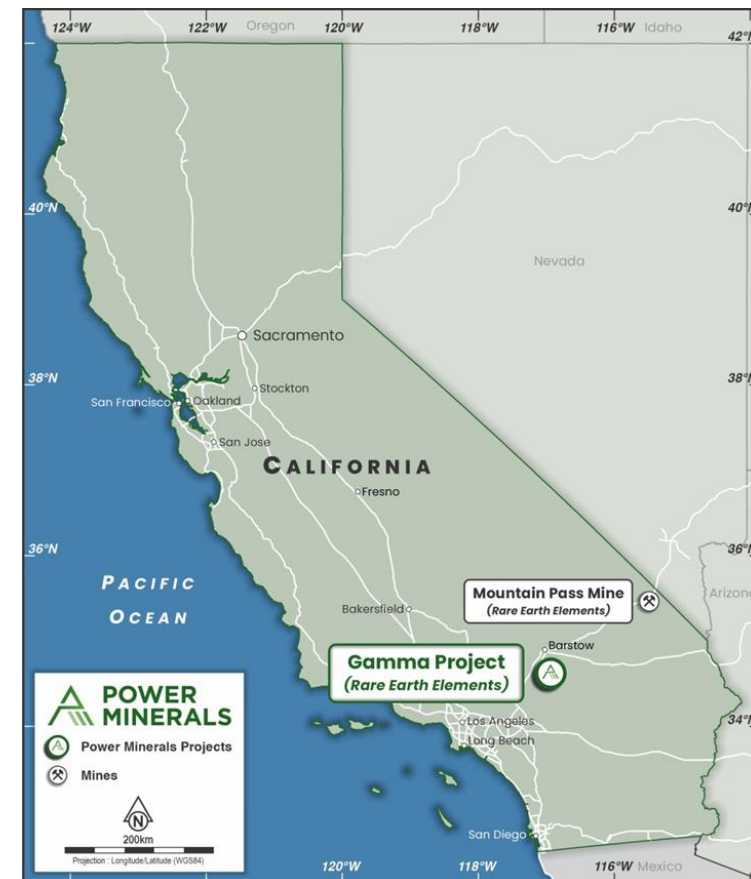 124°W
122°W
Oregon
120°W
118°W
116°W
Idaho
42°N
40°N
40°N
Nevada
Sacramento
38°N
38°N
Stockton
San Francisco
Oakland
San Jose
CALIFORNIA
Fresno
36°N
36°N
PACIFIC
OCEAN
Mountain Pass Mine
(Rare Earth Elements)
Arizona
Bakersfield
Barstow
Gamma Project
(Rare Earth Elements)
POWER
MINERALS
Power Minerals Projects
Mines
N
200km
Projection : Longitude/Latitude (WGS84)
34°N
Los Angeles
Long Beach
San Diego
120°W
118°W
116°W
Mexico